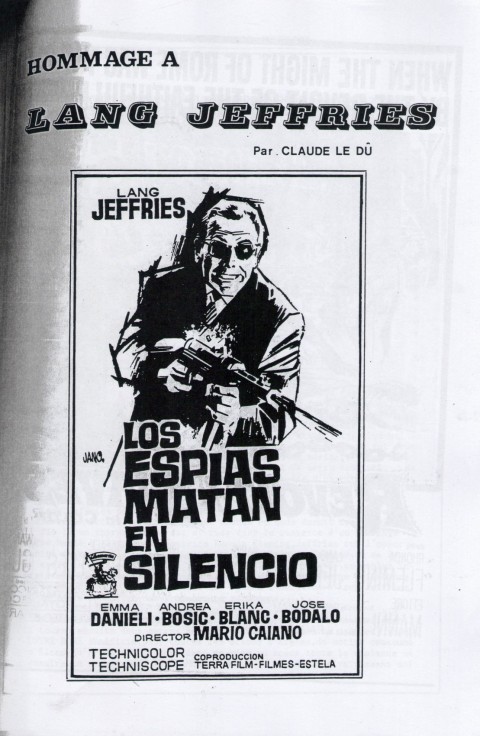 HOMMAGE A
LANG JEFFRIES
Par. CLAUDE LE DÛ
LANG
JEFFRIES
LOS
JANO.
ESPIAS
MATAN
EN
SILENCIO
EMMA ANDREA ERIKA JOSE
DANIELI·BOSIC·BLANC·BODALO
DIRECTOR MARIO CAIANO
TECHNICOLOR
TECHNISCOPE
COPRODUCCION
TERRA FILM-FILMES-ESTELA
WHEN THE MIGHT OF ROME